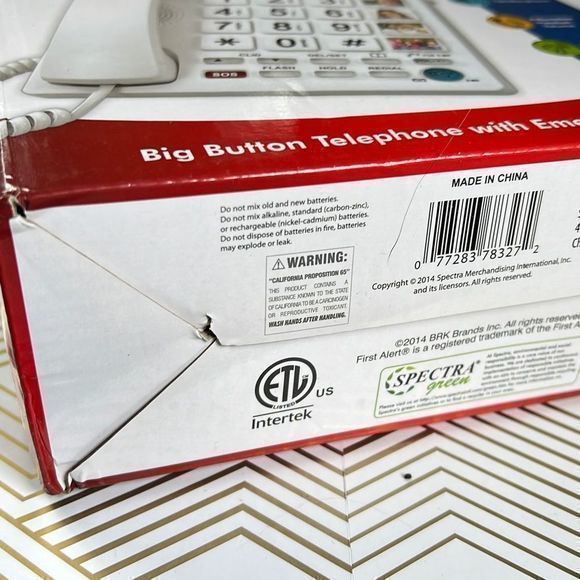 * 0 #
CLID DEL/SET
SOS FLASH HOLD REDIAL
Big Button Telephone with Eme
Do not mix old and new batteries.
Do not mix alkaline, standard (carbon-zinc),
or rechargeable (nickel-cadmium) batteries.
Do not dispose of batteries in fire, batteries
may explode or leak.
WARNING:
"CALIFORNIA PROPOSITION 65"
THIS PRODUCT CONTAINS A
SUBSTANCE KNOWN TO THE STATE
OF CALIFORNIA TO BE A CARCINOGEN
OR REPRODUCTIVE TOXICANT.
WASH HANDS AFTER HANDLING.
MADE IN CHINA
0 77283 78327 2
Copyright © 2014 Spectra Merchandising International, Inc.
and its licensors. All rights reserved.
©2014 BRK Brands Inc. All rights reserve
First Alert® is a registered trademark of the First A
ETL
LISTED
US
Intertek
SPECTRA
green